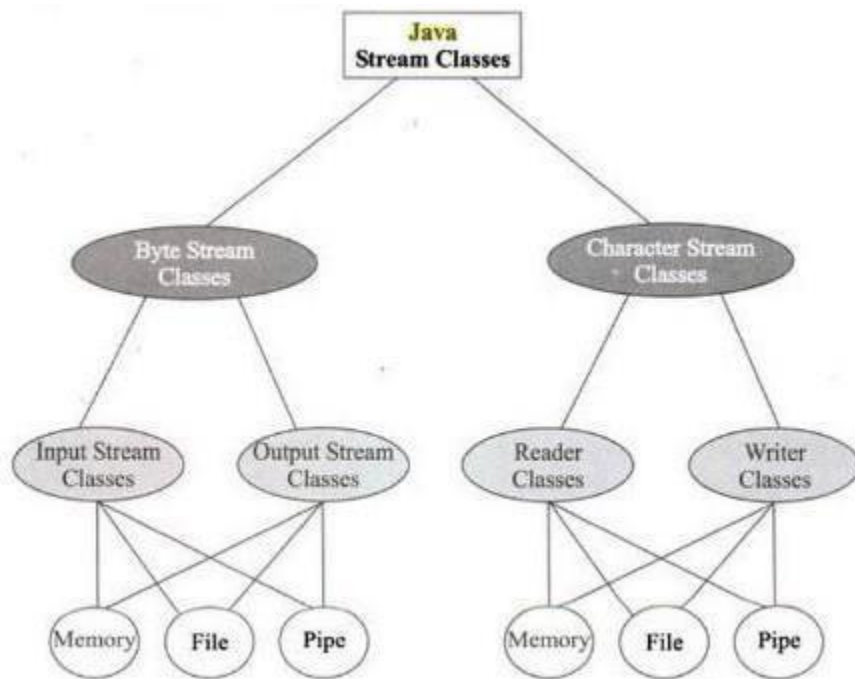 Java
Stream Classes
Byte Stream
Classes
Character Stream
Classes
Input Stream
Classes
Output Stream
Classes
Reader
Classes
Writer
Classes
Memory
File
Pipe
Memory
File
Pipe